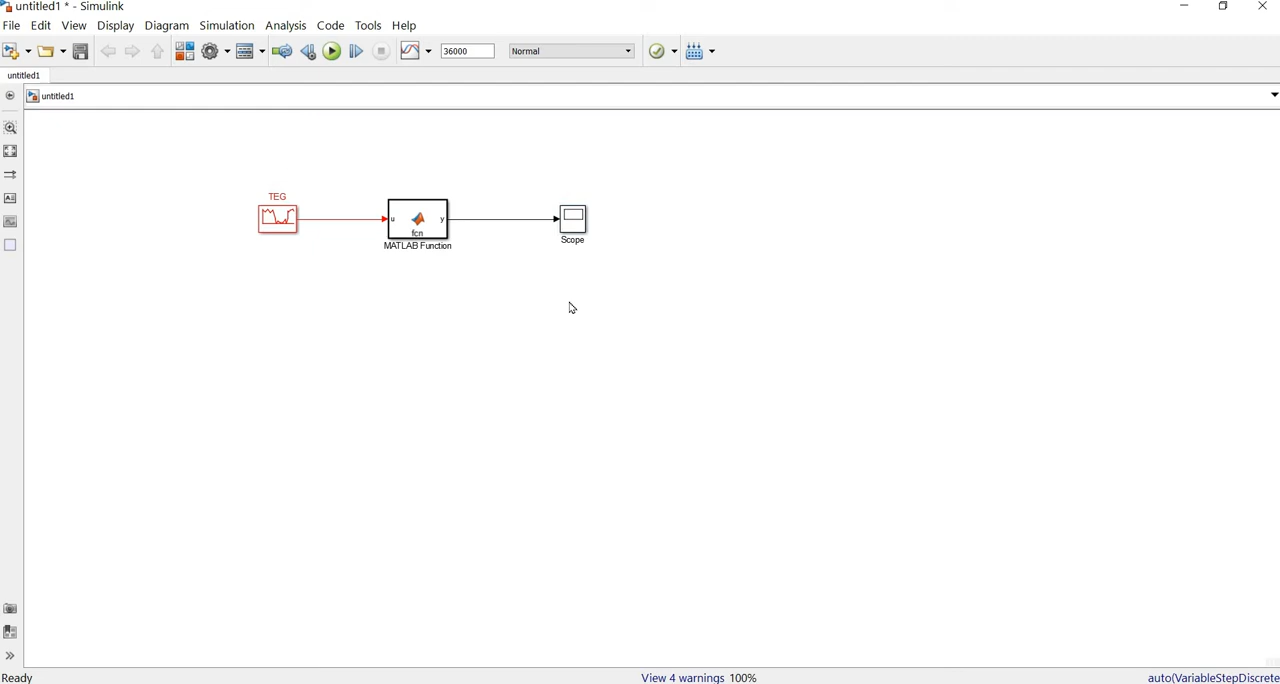 untitled1 * - Simulink
File Edit View Display Diagram Simulation Analysis Code Tools Help
36000 Normal
untitled1
untitled1
TEG
u y
fcn
MATLAB Function
Scope
Ready View 4 warnings 100% auto(VariableStepDiscrete